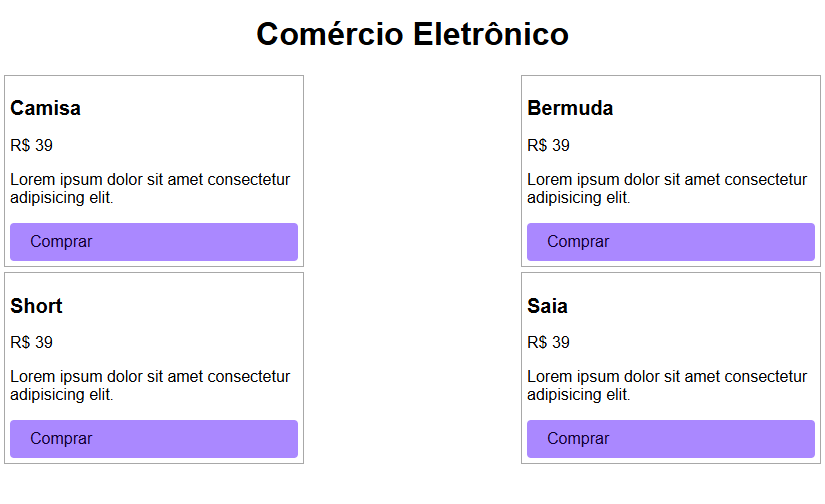 Comércio Eletrônico
Camisa
R$ 39
Lorem ipsum dolor sit amet consectetur
adipisicing elit.
Comprar
Bermuda
R$ 39
Lorem ipsum dolor sit amet consectetur
adipisicing elit.
Comprar
Short
R$ 39
Lorem ipsum dolor sit amet consectetur
adipisicing elit.
Comprar
Saia
R$ 39
Lorem ipsum dolor sit amet consectetur
adipisicing elit.
Comprar